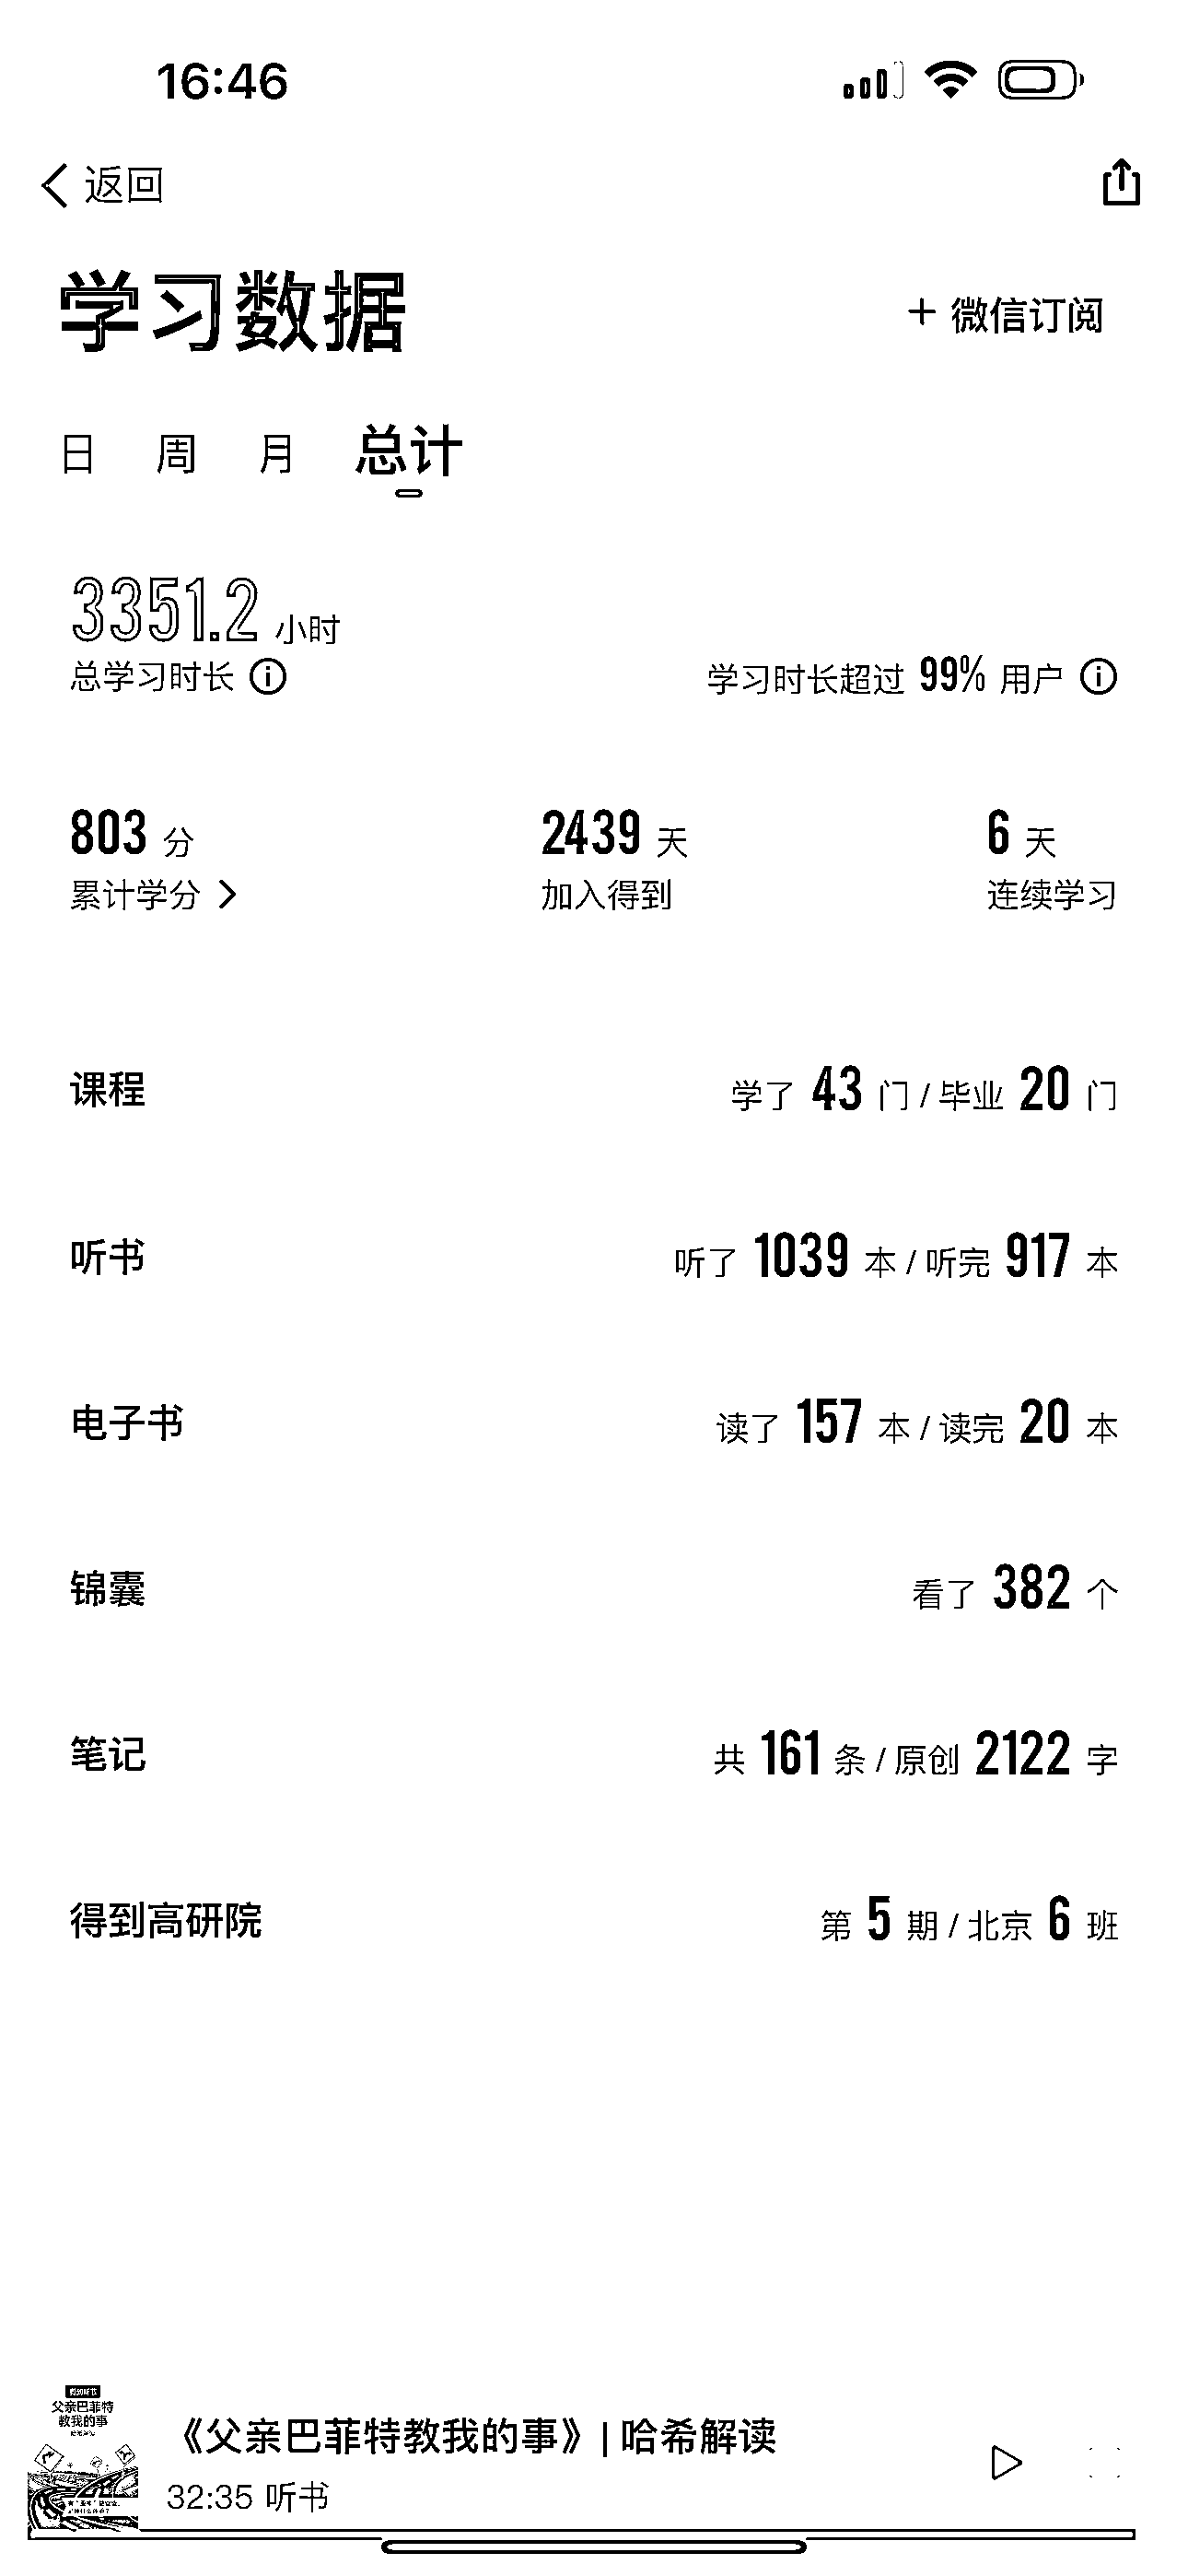 16:46
返回
学习数据
+ 微信订阅
日 周 月 总计
3351.2 小时
总学习时长
学习时长超过 99% 用户
803 分 2439 天 6 天
累计学分 加入得到 连续学习
课程 学了 43 门 / 毕业 20 门
听书 听了 1039 本 / 听完 917 本
电子书 读了 157 本 / 读完 20 本
锦囊 看了 382 个
笔记 共 161 条 / 原创 2122 字
得到高研院 第 5 期 / 北京 6 班
父亲巴菲特
教我的事
《父亲巴菲特教我的事》| 哈希解读
32:35 听书